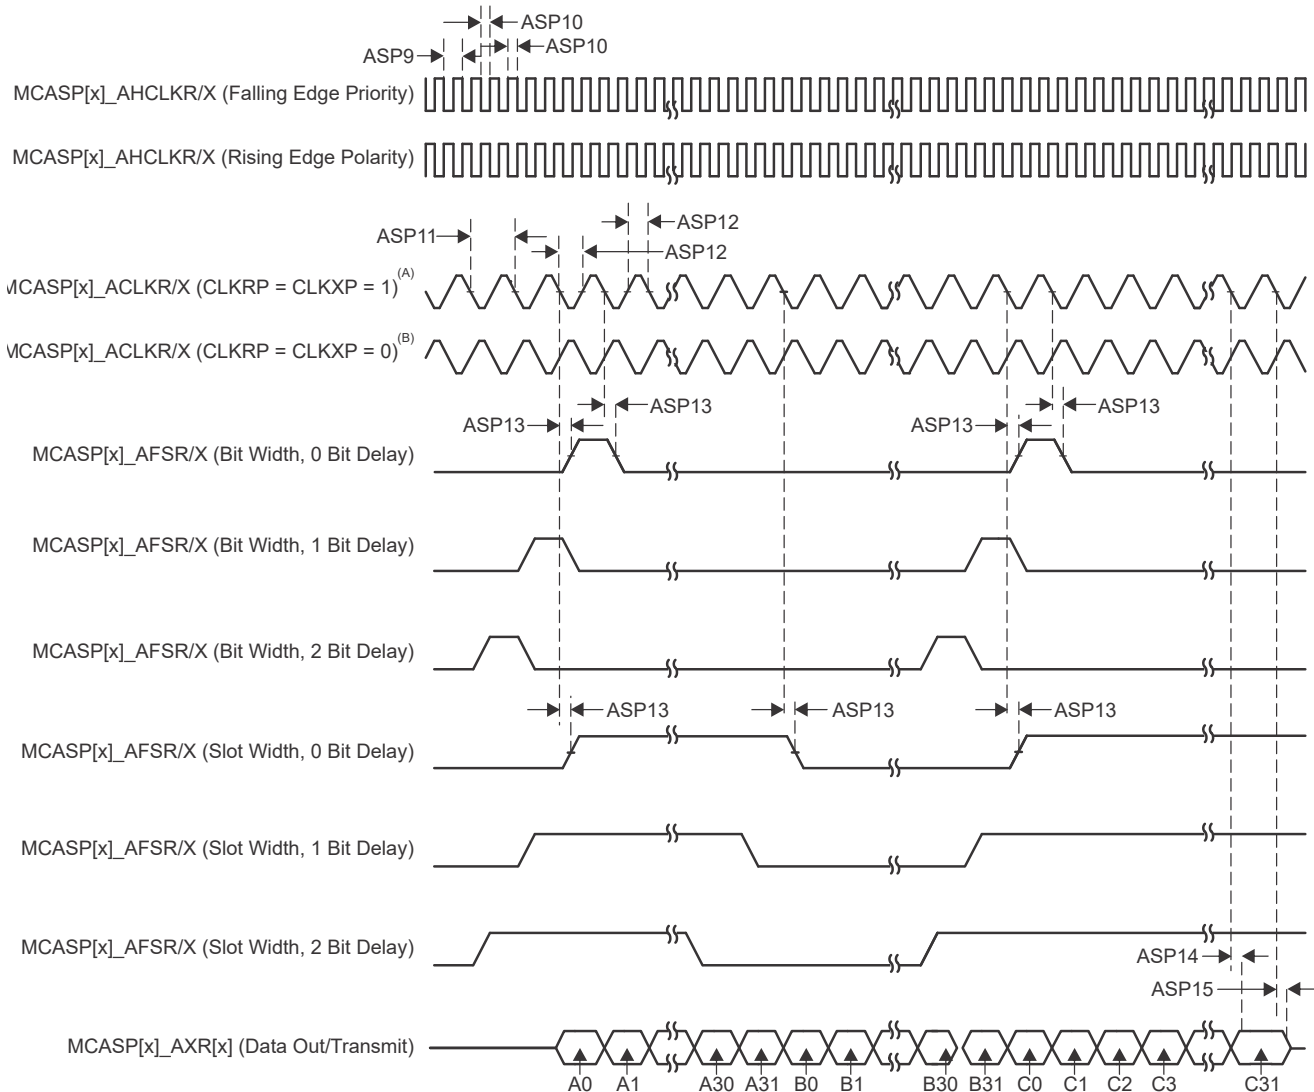 ASP10
ASP10
ASP9
MCASP[x]_AHCLKR/X (Falling Edge Priority)
MCASP[x]_AHCLKR/X (Rising Edge Polarity)
ASP12
ASP11
ASP12
MCASP[x]_ACLKR/X (CLKRP = CLKXP = 1)(A)
MCASP[x]_ACLKR/X (CLKRP = CLKXP = 0)(B)
ASP13 ASP13
ASP13 ASP13
MCASP[x]_AFSR/X (Bit Width, 0 Bit Delay)
MCASP[x]_AFSR/X (Bit Width, 1 Bit Delay)
MCASP[x]_AFSR/X (Bit Width, 2 Bit Delay)
ASP13 ASP13 ASP13
MCASP[x]_AFSR/X (Slot Width, 0 Bit Delay)
MCASP[x]_AFSR/X (Slot Width, 1 Bit Delay)
MCASP[x]_AFSR/X (Slot Width, 2 Bit Delay)
ASP14
ASP15
MCASP[x]_AXR[x] (Data Out/Transmit)
A0 A1 A30 A31 B0 B1 B30 B31 C0 C1 C2 C3 C31